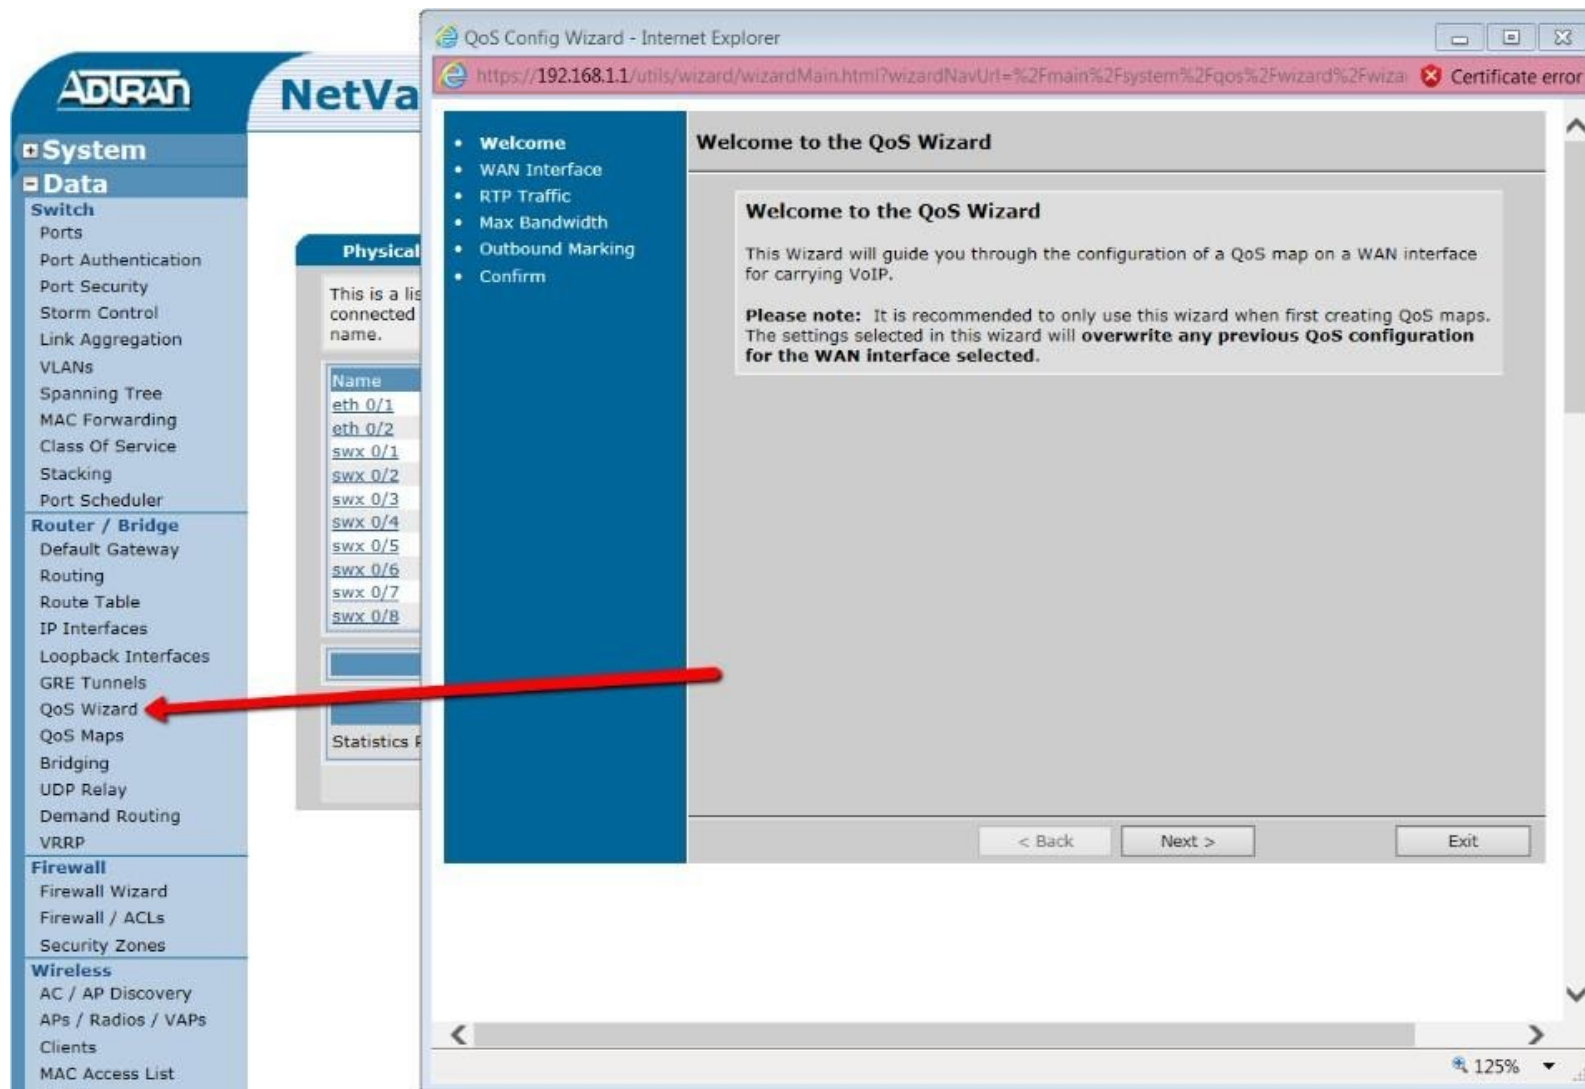 ADTRAN
NetVa
System
Data
Switch
Ports
Port Authentication
Port Security
Storm Control
Link Aggregation
VLANs
Spanning Tree
MAC Forwarding
Class Of Service
Stacking
Port Scheduler
Router / Bridge
Default Gateway
Routing
Route Table
IP Interfaces
Loopback Interfaces
GRE Tunnels
QoS Wizard
QoS Maps
Bridging
UDP Relay
Demand Routing
VRRP
Firewall
Firewall Wizard
Firewall / ACLs
Security Zones
Wireless
AC / AP Discovery
APs / Radios / VAPs
Clients
MAC Access List
Physical
This is a lis
connected
name.
Name
eth 0/1
eth 0/2
swx 0/1
swx 0/2
swx 0/3
swx 0/4
swx 0/5
swx 0/6
swx 0/7
swx 0/8
Statistics
QoS Config Wizard - Internet Explorer
https://192.168.1.1/utils/wizard/wizardMain.html?wizardNavUrl=%2Fmain%2Fsystem%2Fqos%2Fwizard%2Fwiza
Certificate error
Welcome
WAN Interface
RTP Traffic
Max Bandwidth
Outbound Marking
Confirm
Welcome to the QoS Wizard
Welcome to the QoS Wizard
This Wizard will guide you through the configuration of a QoS map on a WAN interface
for carrying VoIP.
Please note: It is recommended to only use this wizard when first creating QoS maps.
The settings selected in this wizard will overwrite any previous QoS configuration
for the WAN interface selected.
< Back
Next >
Exit
125%